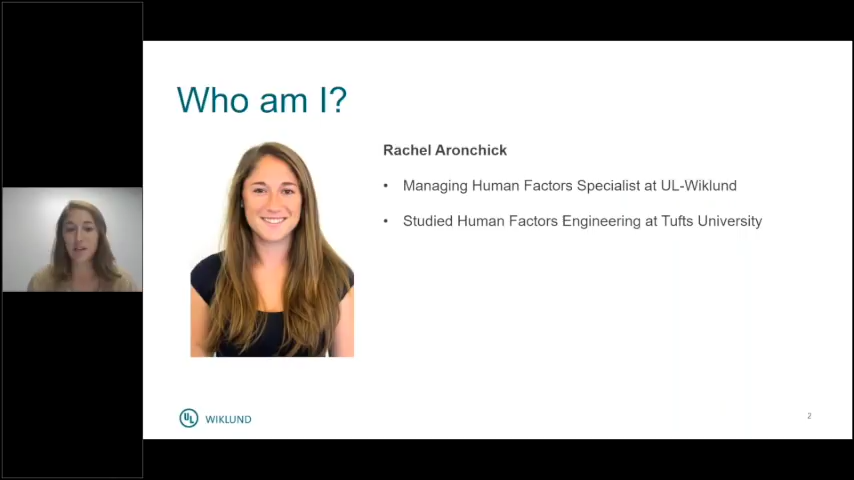 Who am I?
Rachel Aronchick
• Managing Human Factors Specialist at UL-Wiklund
• Studied Human Factors Engineering at Tufts University
UL WIKLUND
2